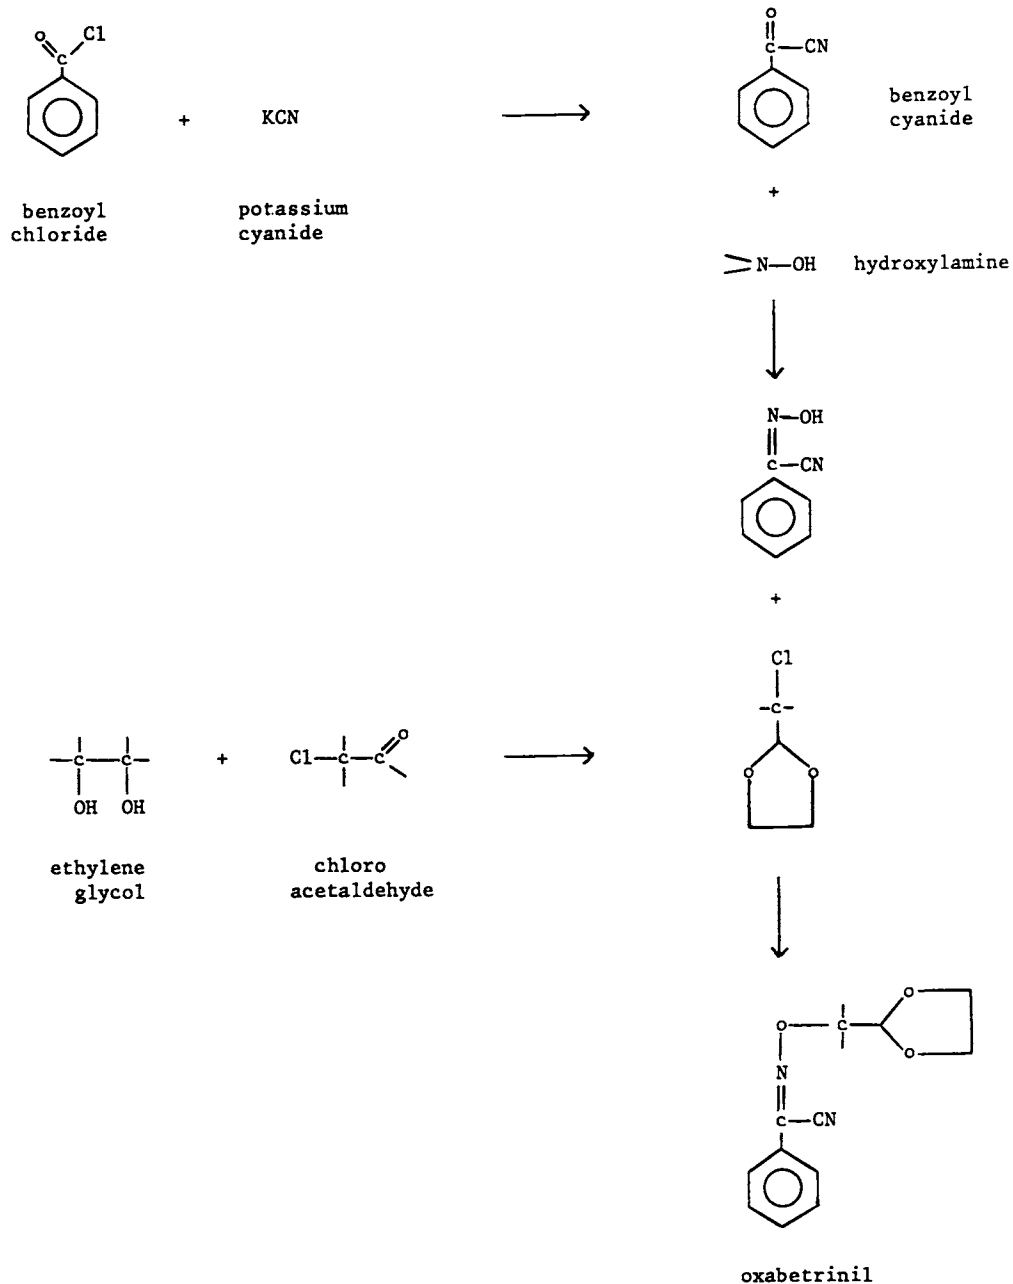 O Cl
C
+ KCN
benzoyl
chloride
potassium
cyanide
O
C—CN
benzoyl
cyanide
+
N—OH hydroxylamine
N—OH
C—CN
+
Cl
-C-
O O
C C
OH OH
+
Cl C C O
ethylene
glycol
chloro
acetaldehyde
O C O
O
N
C—CN
oxabetrinil